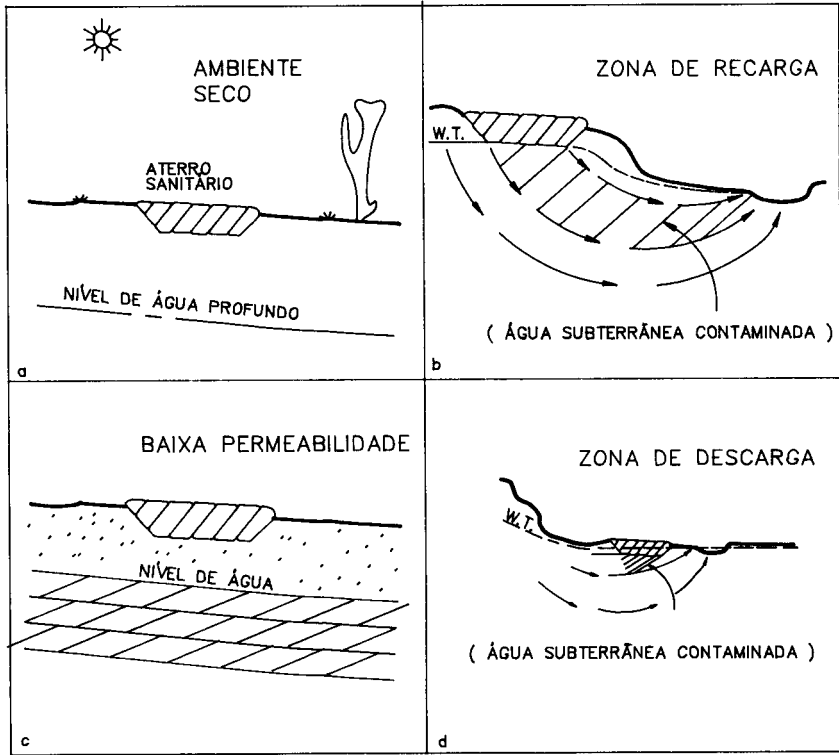 AMBIENTE
SECO
ATERRO
SANITÁRIO
NÍVEL DE ÁGUA PROFUNDO
a
ZONA DE RECARGA
W.T.
( ÁGUA SUBTERRÂNEA CONTAMINADA )
b
BAIXA PERMEABILIDADE
NÍVEL DE ÁGUA
c
ZONA DE DESCARGA
W.T.
( ÁGUA SUBTERRÂNEA CONTAMINADA )
d